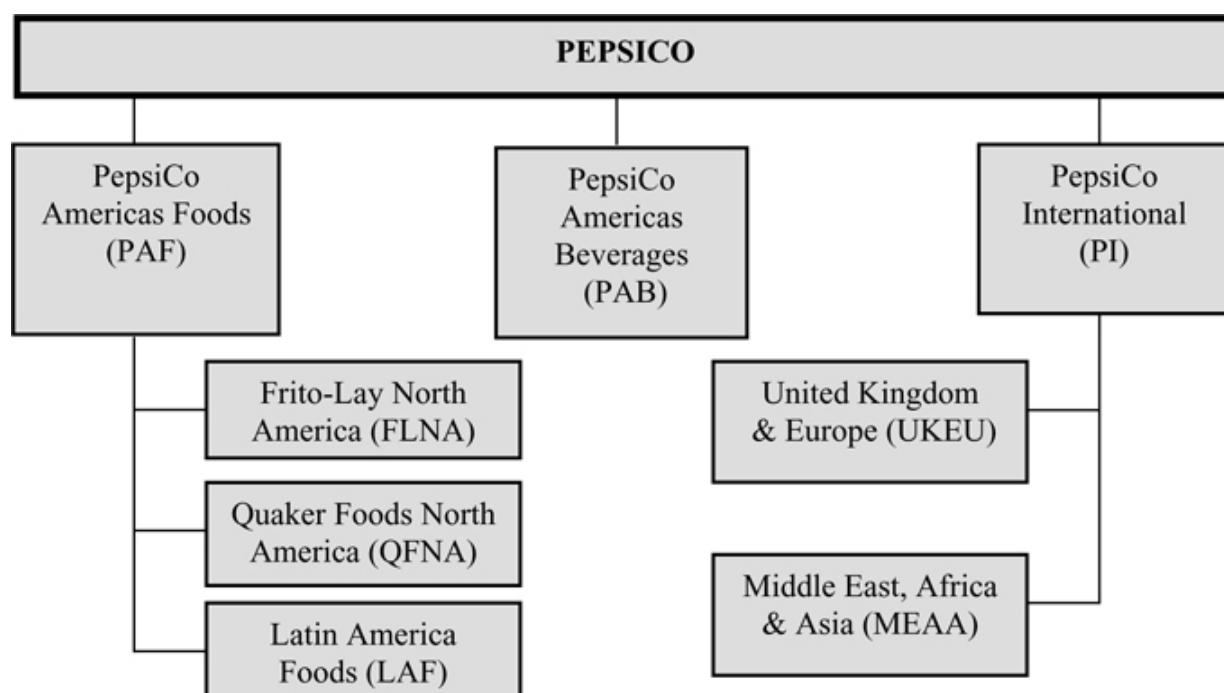 PEPSICO
PepsiCo
Americas Foods
(PAF)
PepsiCo
Americas
Beverages
(PAB)
PepsiCo
International
(PI)
Frito-Lay North
America (FLNA)
Quaker Foods North
America (QFNA)
Latin America
Foods (LAF)
United Kingdom
& Europe (UKEU)
Middle East, Africa
& Asia (MEAA)